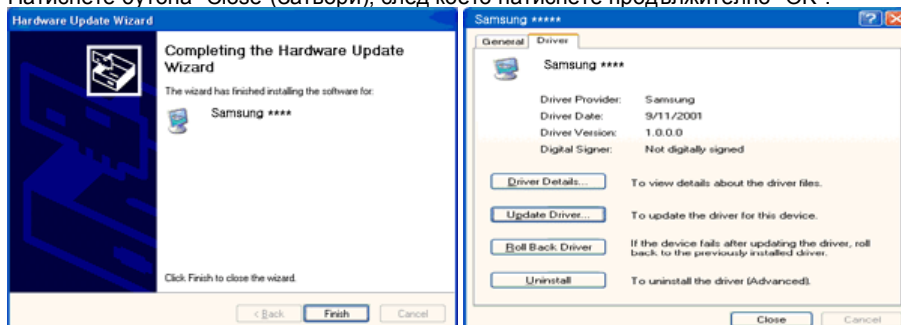 Натиснете бутона "Close (Затвори), след което натиснете продължително "OK".
Hardware Update Wizard
Completing the Hardware Update
Wizard
The wizard has finished installing the software for:
Samsung ****
Click Finish to close the wizard.
< Back
Finish
Cancel
Samsung *****
General
Driver
Samsung ****
Driver Provider: Samsung
Driver Date: 9/11/2001
Driver Version: 1.0.0.0
Digital Signer: Not digitally signed
Driver Details... To view details about the driver files.
Update Driver... To update the driver for this device.
Roll Back Driver If the device fails after updating the driver, roll
back to the previously installed driver.
Uninstall To uninstall the driver (Advanced).
Close
Cancel